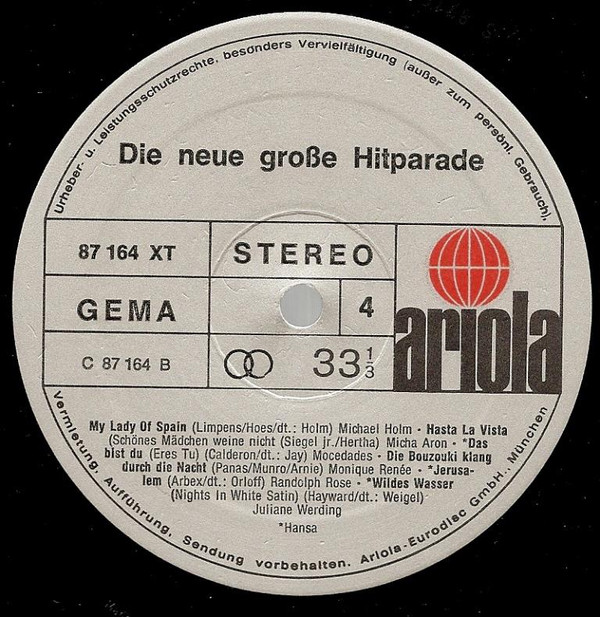 Urheber- u. Leistungsschutzrechte, besonders Vervielfältigung (außer zum persönl. Gebrauch),
Die neue große Hitparade
87 164 XT
STEREO
GEMA
4
C 87 164 B
33 1/3
ariola
My Lady Of Spain (Limpens/Hoes/dt.: Holm) Michael Holm · Hasta La Vista
(Schönes Mädchen weine nicht (Siegel jr./Hertha) Micha Aron · *Das
bist du (Eres Tu) (Calderon/dt.: Jay) Mocedades · Die Bouzouki klang
durch die Nacht (Panas/Munro/Arnie) Monique Renée · *Jerusa-
lem (Arbex/dt.: Orloff) Randolph Rose · *Wildes Wasser
(Nights In White Satin) (Hayward/dt.: Weigel)
Juliane Werding
*Hansa
Vermietung, Aufführung, Sendung vorbehalten. Ariola-Eurodisc GmbH., München